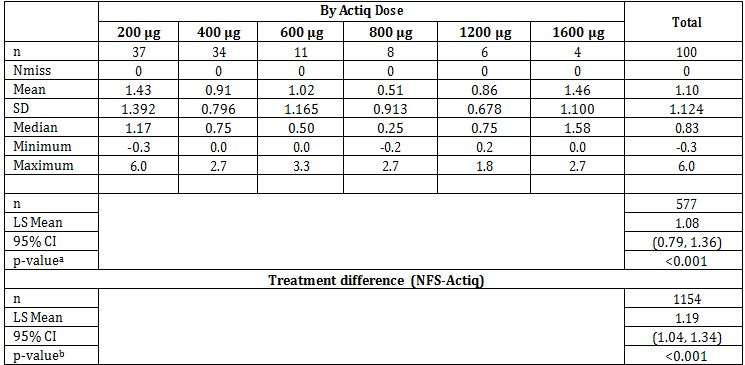 By Actiq Dose Total
200 µg 400 µg 600 µg 800 µg 1200 µg 1600 µg
n 37 34 11 8 6 4 100
Nmiss 0 0 0 0 0 0 0
Mean 1.43 0.91 1.02 0.51 0.86 1.46 1.10
SD 1.392 0.796 1.165 0.913 0.678 1.100 1.124
Median 1.17 0.75 0.50 0.25 0.75 1.58 0.83
Minimum -0.3 0.0 0.0 -0.2 0.2 0.0 -0.3
Maximum 6.0 2.7 3.3 2.7 1.8 2.7 6.0
n 577
LS Mean 1.08
95% CI (0.79, 1.36)
p-valueᵃ <0.001
Treatment difference (NFS-Actiq)
n 1154
LS Mean 1.19
95% CI (1.04, 1.34)
p-valueᵇ <0.001